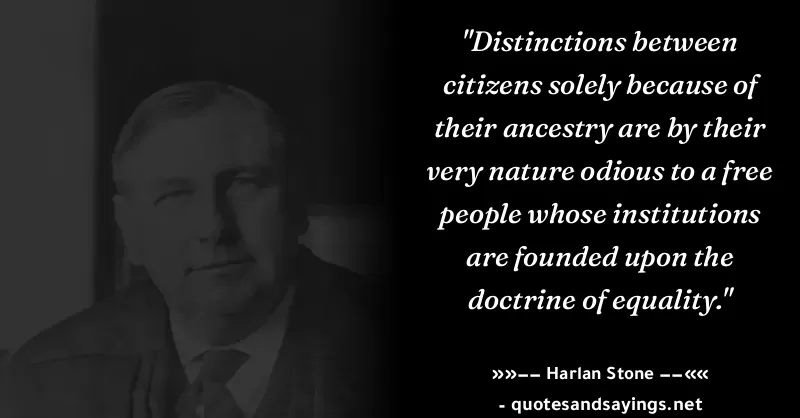 "Distinctions between
citizens solely because of
their ancestry are by their
very nature odious to a free
people whose institutions
are founded upon the
doctrine of equality."
»»–– Harlan Stone ––««
- quotesandsayings.net